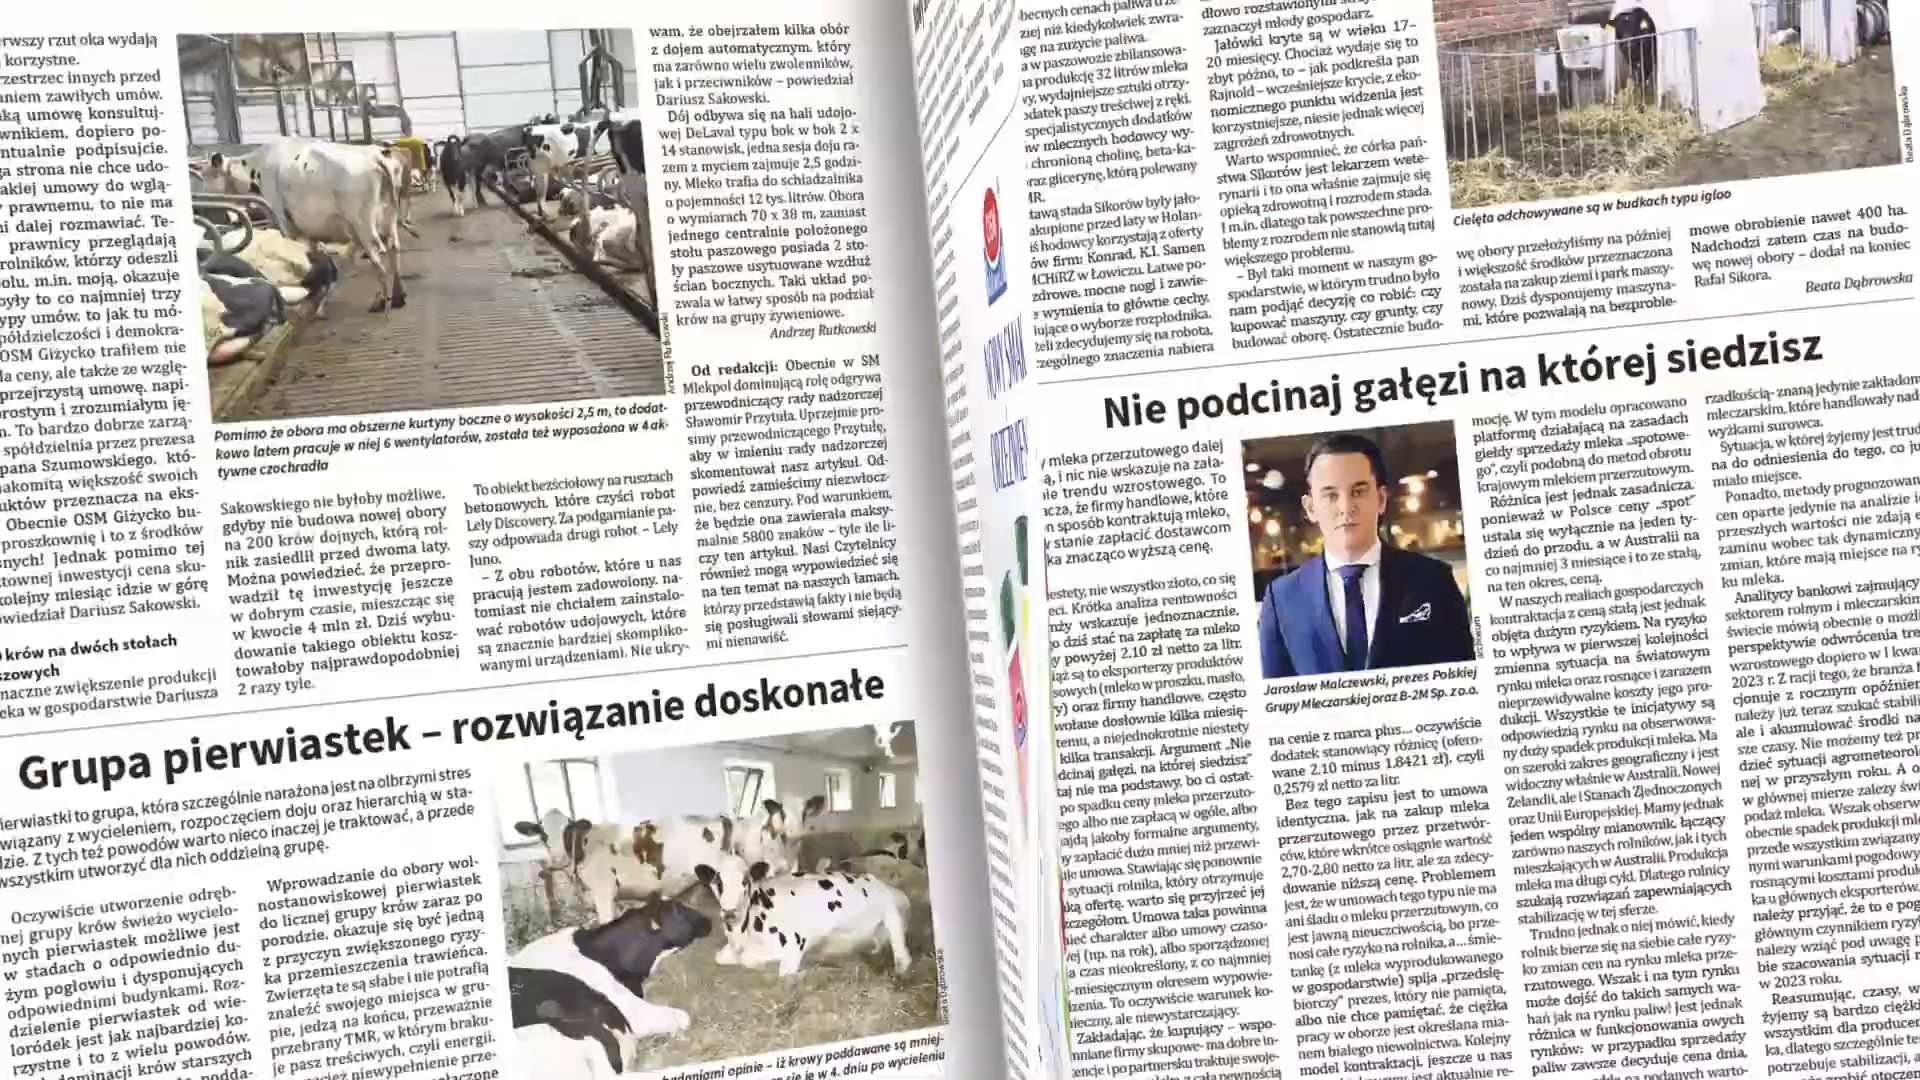 rwszy rzut oka wydają
korzystne.
rzestrzec innych przed
aniem zawiłych umów.
ką umowę konsultuj-
wnikiem, dopiero po-
ntualnie podpisujcie.
ga strona nie chce udo-
akiej umowy do wglą-
prawnemu, to nie ma
ni dalej rozmawiać. Te-
prawnicy przeglądają
rolników, którzy odeszli
olu, m.in. moją, okazuje
były to co najmniej trzy
ypy umów, to jak tu mó-
półdzielczości i demokra-
OSM Giżycko trafiłem nie
la ceny, ale także ze wzglę-
przejrzystą umowę, napi-
prostym i zrozumiałym ję-
n. To bardzo dobrze zarzą-
spółdzielnia przez prezesa
pana Szumowskiego, któ-
nakomitą większość swoich
uktów przeznacza na eks-
Obecnie OSM Giżycko bu-
proszkownię i to z środków
nych! Jednak pomimo tej
townej inwestycji cena sku-
kolejny miesiąc idzie w górę
wiedział Dariusz Sakowski.
krów na dwóch stołach
szowych
naczne zwiększenie produkcji
eka w gospodarstwie Dariusza
Andrzej Rutkowski
Pomimo że obora ma obszerne kurtyny boczne o wysokości 2,5 m, to dodat-
kowo latem pracuje w niej 6 wentylatorów, została też wyposażona w 4 ak-
tywne czochradła
Sakowskiego nie byłoby możliwe,
gdyby nie budowa nowej obory
na 200 krów dojnych, którą rol-
nik zasiedlił przed dwoma laty.
Można powiedzieć, że przepro-
wadził tę inwestycję jeszcze
w dobrym czasie, mieszcząc się
w kwocie 4 mln zł. Dziś wybu-
dowanie takiego obiektu kosz-
towałoby najprawdopodobniej
2 razy tyle.
To obiekt bezściołowy na rusztach
betonowych, które czyści robot
Lely Discovery. Za podgarnianie pa-
szy odpowiada drugi robot – Lely
Juno.
– Z obu robotów, które u nas
pracują jestem zadowolony, na-
tomiast nie chciałem zainstalo-
wać robotów udojowych, które
są znacznie bardziej skompliko-
wanymi urządzeniami. Nie ukry-
wam, że obejrzałem kilka obór
z dojem automatycznym, który
ma zarówno wielu zwolenników,
jak i przeciwników – powiedział
Dariusz Sakowski.
Dój odbywa się na hali udojo-
wej DeLaval typu bok w bok 2 x
14 stanowisk, jedna sesja doju ra-
zem z myciem zajmuje 2,5 godzi-
ny. Mleko trafia do schładzalnika
o pojemności 12 tys. litrów. Obora
o wymiarach 70 x 38 m, zamiast
jednego centralnie położonego
stołu paszowego posiada 2 sto-
ły paszowe usytuowane wzdłuż
ścian bocznych. Taki układ po-
zwala w łatwy sposób na podział
krów na grupy żywieniowe.
Andrzej Rutkowski
Od redakcji: Obecnie w SM
Mlekpol dominującą rolę odgrywa
przewodniczący rady nadzorczej
Sławomir Przytuła. Uprzejmie pro-
simy przewodniczącego Przytułę,
aby w imieniu rady nadzorczej
skomentował nasz artykuł. Od-
powiedź zamieścimy niezwłocz-
nie, bez cenzury. Pod warunkiem,
że będzie ona zawierała maksy-
malnie 5800 znaków – tyle ile li-
czy ten artykuł. Nasi Czytelnicy
również mogą wypowiedzieć się
na ten temat na naszych łamach,
którzy przedstawią fakty i nie będą
się posługiwali słowami siejący-
mi nienawiść.
Grupa pierwiastek – rozwiązanie doskonałe
ierwiastki to grupa, która szczególnie narażona jest na olbrzymi stres
wiązany z wycieleniem, rozpoczęciem doju oraz hierarchią w sta-
dzie. Z tych też powodów warto nieco inaczej je traktować, a przede
wszystkim utworzyć dla nich oddzielną grupę.
Oczywiście utworzenie odręb-
nej grupy krów świeżo wycielo-
nych pierwiastek możliwe jest
w stadach o odpowiednio du-
żym pogłowiu i dysponujących
odpowiednimi budynkami. Roz-
dzielenie pierwiastek od wie-
loródek jest jak najbardziej ko-
rzystne i to z wielu powodów.
dominacji krów starszych
Wprowadzanie do obory wol-
nostanowiskowej pierwiastek
do licznej grupy krów zaraz po
porodzie, okazuje się być jedną
z przyczyn zwiększonego ryzy-
ka przemieszczenia trawieńca.
Zwierzęta te są słabe i nie potrafią
znaleźć swojego miejsca w gru-
pie, jedzą na końcu, przeważnie
przebrany TMR, w którym braku-
je pasz treściwych, czyli energii.
niewypełnienie prze-
Beata Dąbrowska
badaniami opinie – iż krowy poddawane są mniej-
się je w 4. dniu po wycieleniu
OSM
NOWY SMAK
ORZEŹWIE
becnych cenach paliwa
ziej niż kiedykolwiek zwra-
gę na zużycie paliwa.
a w paszowozie zbilansowa-
a produkcję 32 litrów mleka
vy, wydajniejsze sztuki otrzy-
odatek paszy treściwej z ręki.
specjalistycznych dodatków
w mlecznych hodowcy wy-
chronioną cholinę, beta-ka-
raz glicerynę, którą polewany
MR.
tawą stada Sikorów były jało-
akupione przed laty w Holan-
iś hodowcy korzystają z oferty
ów firm: Konrad, K.I. Samen
MCHiRZ w Łowiczu. Łatwe po-
zdrowe, mocne nogi i zawie-
wymienia to główne cechy,
lujące o wyborze rozpłodnika.
żeli zdecydujemy się na robota,
zczególnego znaczenia nabiera
dłowo rozstawionymi
zaznaczył młody gospodarz.
Jałówki kryte są w wieku 17–
20 miesięcy. Chociaż wydaje się to
zbyt późno, to – jak podkreśla pan
Rajnold – wcześniejsze krycie, z eko-
nomicznego punktu widzenia jest
korzystniejsze, niesie jednak więcej
zagrożeń zdrowotnych.
Warto wspomnieć, że córka pań-
stwa Sikorów jest lekarzem wete-
rynarii i to ona właśnie zajmuje się
opieką zdrowotną i rozrodem stada.
I m.in. dlatego tak powszechne pro-
blemy z rozrodem nie stanowią tutaj
większego problemu.
– Był taki moment w naszym go-
spodarstwie, w którym trudno było
nam podjąć decyzję co robić: czy
kupować maszyny, czy grunty, czy
budować oborę. Ostatecznie budo-
Beata Dąbrowska
Cielęta odchowywane są w budkach typu igloo
wę obory przełożyliśmy na później
i większość środków przeznaczona
została na zakup ziemi i park maszy-
nowy. Dziś dysponujemy maszyna-
mi, które pozwalają na bezproble-
mowe obrobienie nawet 400 ha.
Nadchodzi zatem czas na budo-
wę nowej obory – dodał na koniec
Rafał Sikora.
Beata Dąbrowska
Nie podcinaj gałęzi na której siedzisz
mleka przerzutowego dalej
ą, i nic nie wskazuje na zała-
ie trendu wzrostowego. To
acza, że firmy handlowe, które
n sposób kontraktują mleko,
stanie zapłacić dostawcom
ka znacząco wyższą cenę.
estety, nie wszystko złoto, co się
eci. Krótka analiza rentowności
nży wskazuje jednoznacznie,
o dziś stać na zapłatę za mleko
y powyżej 2,10 zł netto za litr.
iąż są to eksporterzy produktów
sowych (mleko w proszku, masło,
y) oraz firmy handlowe, często
wołane dosłownie kilka miesię-
temu, a niejednokrotnie niestety
kilka transakcji. Argument „Nie
dcinaj gałęzi, na której siedzisz”
taj nie ma podstawy, bo ci ostat-
po spadku ceny mleka przerzuto-
ego albo nie zapłacą w ogóle, albo
ajdą jakoby formalne argumenty,
y zapłacić dużo mniej niż przewi-
je umowa. Stawiając się ponownie
sytuacji rolnika, który otrzymuje
ką ofertę, warto się przyjrzeć jej
zczegółom. Umowa taka powinna
ieć charakter albo umowy czaso-
ej (np. na rok), albo sporządzonej
a czas nieokreślony, z co najmniej
-miesięcznym okresem wypowie-
zenia. To oczywiście warunek ko-
ieczny, ale niewystarczający.
Zakładając, że kupujący – wspo-
mniane firmy skupowe- ma dobre in-
tencje i po partnersku traktuje swoje-
archiwum
Jarosław Malczewski, prezes Polskiej
Grupy Mleczarskiej oraz B-2M Sp. z o.o.
na cenie z marca plus... oczywiście
dodatek stanowiący różnicę (ofero-
wane 2,10 minus 1,8421 zł), czyli
0,2579 zł netto za litr.
Bez tego zapisu jest to umowa
identyczna, jak na zakup mleka
przerzutowego przez przetwór-
ców, które wkrótce osiągnie wartość
2,70-2,80 netto za litr, ale za zdecy-
dowanie niższą cenę. Problemem
jest, że w umowach tego typu nie ma
ani śladu o mleku przerzutowym, co
jest jawną nieuczciwością, bo prze-
nosi całe ryzyko na rolnika, a... śmie-
tankę (z mleka wyprodukowanego
w gospodarstwie) spija „przedsię-
biorczy” prezes, który nie pamięta,
albo nie chce pamiętać, że ciężka
pracy w oborze jest określana mia-
nem białego niewolnictwa. Kolejny
model kontraktacji, jeszcze u nas
mocję. W tym modelu opracowano
platformę działającą na zasadach
giełdy sprzedaży mleka „spotowe-
go”, czyli podobną do metod obrotu
krajowym mlekiem przerzutowym.
Różnica jest jednak zasadnicza,
ponieważ w Polsce ceny „spot”
ustala się wyłącznie na jeden ty-
dzień do przodu, a w Australii na
co najmniej 3 miesiące i to ze stałą,
na ten okres, ceną.
W naszych realiach gospodarczych
kontraktacja z ceną stałą jest jednak
objęta dużym ryzykiem. Na ryzyko
to wpływa w pierwszej kolejności
zmienna sytuacja na światowym
rynku mleka oraz rosnące i zarazem
nieprzewidywalne koszty jego pro-
dukcji. Wszystkie te inicjatywy są
odpowiedzią rynku na obserwowa-
ny duży spadek produkcji mleka. Ma
on szeroki zakres geograficzny i jest
widoczny właśnie w Australii, Nowej
Zelandii, ale i Stanach Zjednoczonych
oraz Unii Europejskiej. Mamy jednak
jeden wspólny mianownik, łączący
zarówno naszych rolników, jak i tych
mieszkających w Australii. Produkcja
mleka ma długi cykl. Dlatego rolnicy
szukają rozwiązań zapewniających
stabilizację w tej sferze.
Trudno jednak o niej mówić, kiedy
rolnik bierze się na siebie całe ryzy-
ko zmian cen na rynku mleka prze-
rzutowego. Wszak i na tym rynku
może dojść do takich samych wa-
hań jak na rynku paliw! Jest jednak
różnica w funkcjonowaniu owych
rynków: w przypadku sprzedaży
paliw zawsze decyduje cena dnia,
rzadkością- znaną jedynie zakładom
mleczarskim, które handlowały nad
wyżkami surowca.
Sytuacja, w której żyjemy jest trud
na do odniesienia do tego, co ju
miało miejsce.
Ponadto, metody prognozowan
cen oparte jedynie na analizie
przeszłych wartości nie zdają
zaminu wobec tak dynamiczny
zmian, które mają miejsce na ry
ku mleka.
Analitycy bankowi zajmujący
sektorem rolnym i mleczarskim
świecie mówią obecnie o możli
perspektywie odwrócenia tre
wzrostowego dopiero w I kwa
2023 r. Z racji tego, że branża f
cjonuje z rocznym opóźnien
należy już teraz szukać stabili
ale i akumulować środki na
sze czasy. Nie możemy też pr
dzieć sytuacji agrometeorol
nej w przyszłym roku. A o
w głównej mierze zależy świ
podaż mleka. Wszak obserw
obecnie spadek produkcji mle
przede wszystkim związany
nymi warunkami pogodowy
rosnącymi kosztami produk
ka u głównych eksporterów.
należy przyjąć, że to e pog
głównym czynnikiem ryzyk
należy wziąć pod uwagę p
bie szacowania sytuacji r
w 2023 roku.
Reasumując, czasy, w
żyjemy są bardzo ciężki
wszystkim dla producen
ka, dlatego szczególnie ter
potrzebuje stabilizacji, a